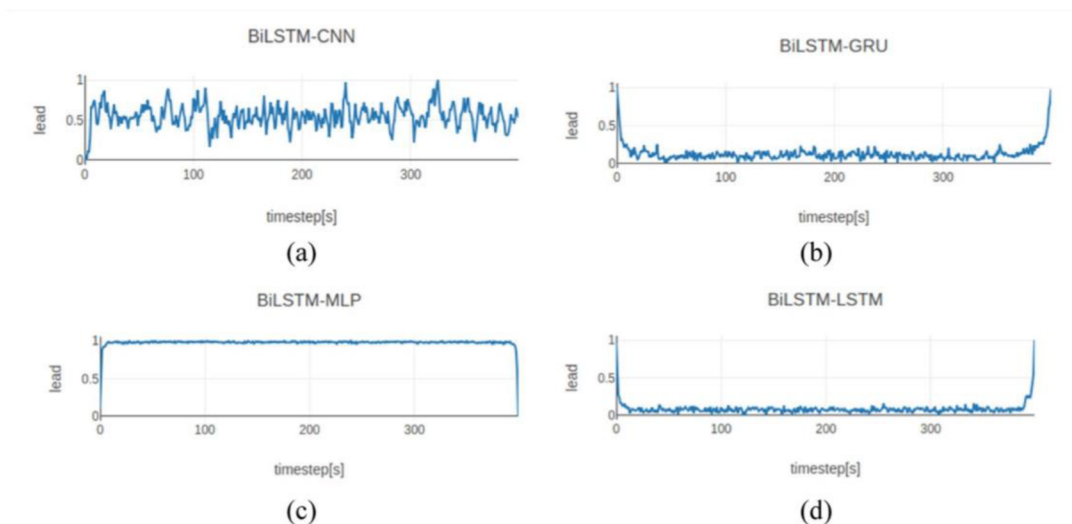 BiLSTM-CNN
1
0.5
0
lead
0 100 200 300
timestep[s]
(a)
BiLSTM-GRU
1
0.5
0
lead
0 100 200 300
timestep[s]
(b)
BiLSTM-MLP
1
0.5
0
lead
0 100 200 300
timestep[s]
(c)
BiLSTM-LSTM
1
0.5
0
lead
0 100 200 300
timestep[s]
(d)